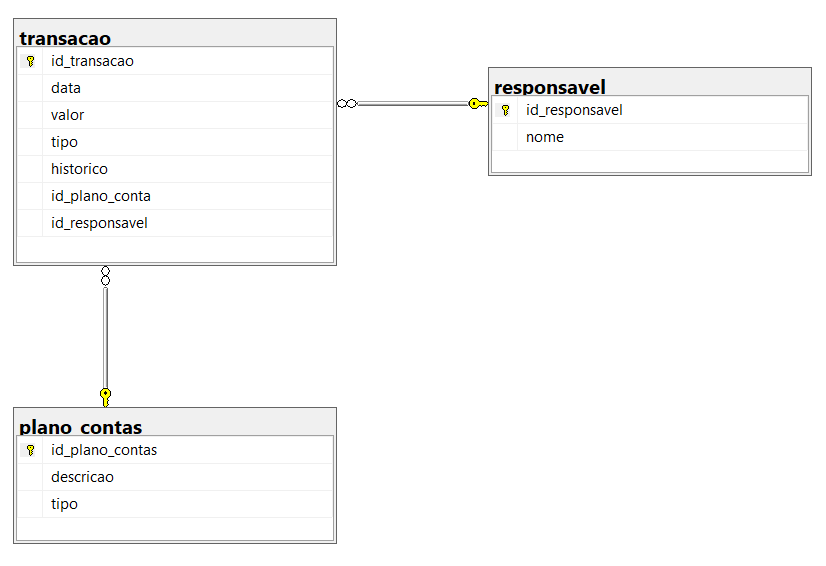 transacao
id_transacao
data
valor
tipo
historico
id_plano_conta
id_responsavel
responsavel
id_responsavel
nome
plano_contas
id_plano_contas
descricao
tipo